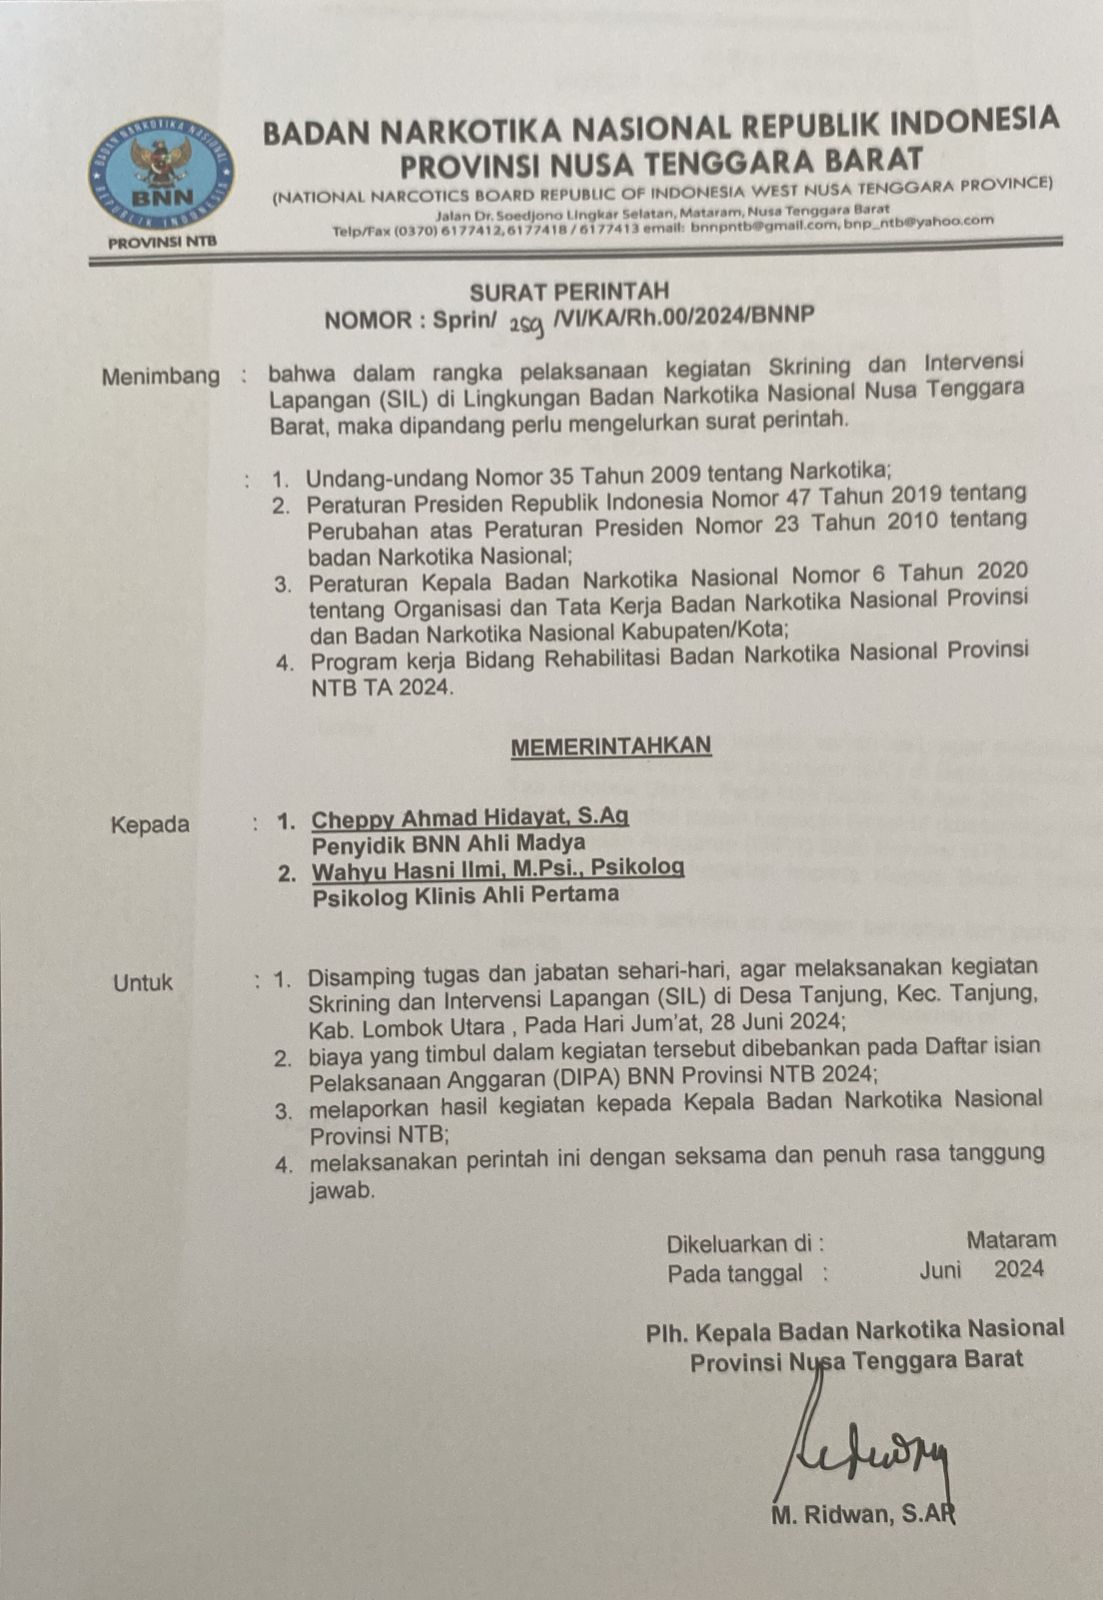 BADAN NARKOTIKA NASIONAL REPUBLIK INDONESIA
PROVINSI NUSA TENGGARA BARAT
(NATIONAL NARCOTICS BOARD REPUBLIC OF INDONESIA WEST NUSA TENGGARA PROVINCE)
Jalan Dr. Soedjono Lingkar Selatan, Mataram, Nusa Tenggara Barat
Telp/Fax (0370) 6177412, 6177418 / 6177413 email: bnnpntb@gmail.com, bnp_ntb@yahoo.com
BADAN NARKOTIKA NASIONAL
BNN
REPUBLIK INDONESIA
PROVINSI NTB
SURAT PERINTAH
NOMOR : Sprin/ 259 /VI/KA/Rh.00/2024/BNNP
Menimbang : bahwa dalam rangka pelaksanaan kegiatan Skrining dan Intervensi
Lapangan (SIL) di Lingkungan Badan Narkotika Nasional Nusa Tenggara
Barat, maka dipandang perlu mengelurkan surat perintah.
: 1. Undang-undang Nomor 35 Tahun 2009 tentang Narkotika;
2. Peraturan Presiden Republik Indonesia Nomor 47 Tahun 2019 tentang
Perubahan atas Peraturan Presiden Nomor 23 Tahun 2010 tentang
badan Narkotika Nasional;
3. Peraturan Kepala Badan Narkotika Nasional Nomor 6 Tahun 2020
tentang Organisasi dan Tata Kerja Badan Narkotika Nasional Provinsi
dan Badan Narkotika Nasional Kabupaten/Kota;
4. Program kerja Bidang Rehabilitasi Badan Narkotika Nasional Provinsi
NTB TA 2024.
MEMERINTAHKAN
Kepada : 1. Cheppy Ahmad Hidayat, S.Ag
Penyidik BNN Ahli Madya
2. Wahyu Hasni Ilmi, M.Psi., Psikolog
Psikolog Klinis Ahli Pertama
Untuk : 1. Disamping tugas dan jabatan sehari-hari, agar melaksanakan kegiatan
Skrining dan Intervensi Lapangan (SIL) di Desa Tanjung, Kec. Tanjung,
Kab. Lombok Utara , Pada Hari Jum'at, 28 Juni 2024;
2. biaya yang timbul dalam kegiatan tersebut dibebankan pada Daftar isian
Pelaksanaan Anggaran (DIPA) BNN Provinsi NTB 2024;
3. melaporkan hasil kegiatan kepada Kepala Badan Narkotika Nasional
Provinsi NTB;
4. melaksanakan perintah ini dengan seksama dan penuh rasa tanggung
jawab.
Dikeluarkan di : Mataram
Pada tanggal : Juni 2024
Plh. Kepala Badan Narkotika Nasional
Provinsi Nusa Tenggara Barat
M. Ridwan, S.AP